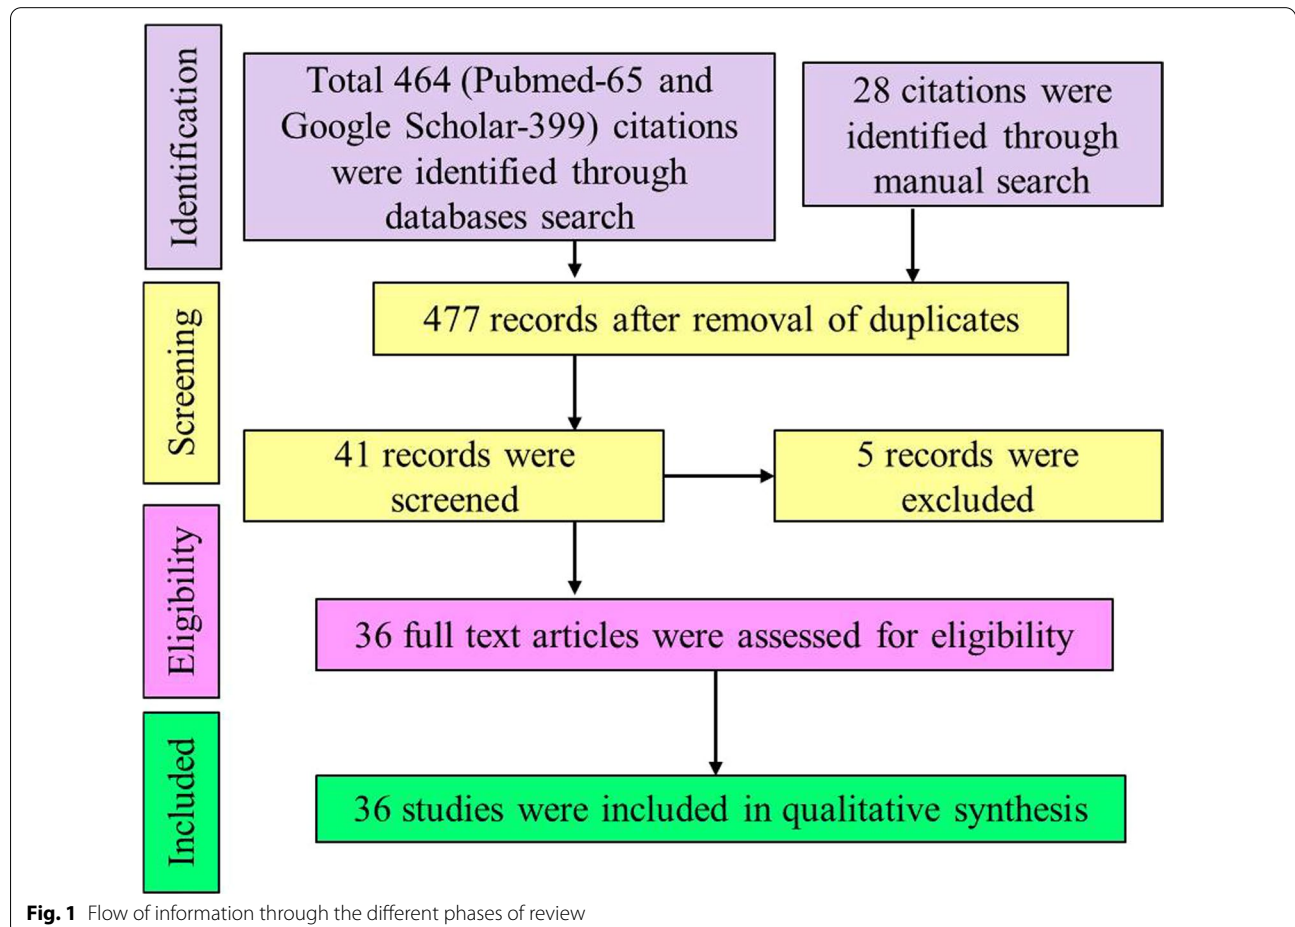 Identification
Total 464 (Pubmed-65 and
Google Scholar-399) citations
were identified through
databases search
28 citations were
identified through
manual search
Screening
477 records after removal of duplicates
41 records were
screened
5 records were
excluded
Eligibility
36 full text articles were assessed for eligibility
Included
36 studies were included in qualitative synthesis
Fig. 1 Flow of information through the different phases of review